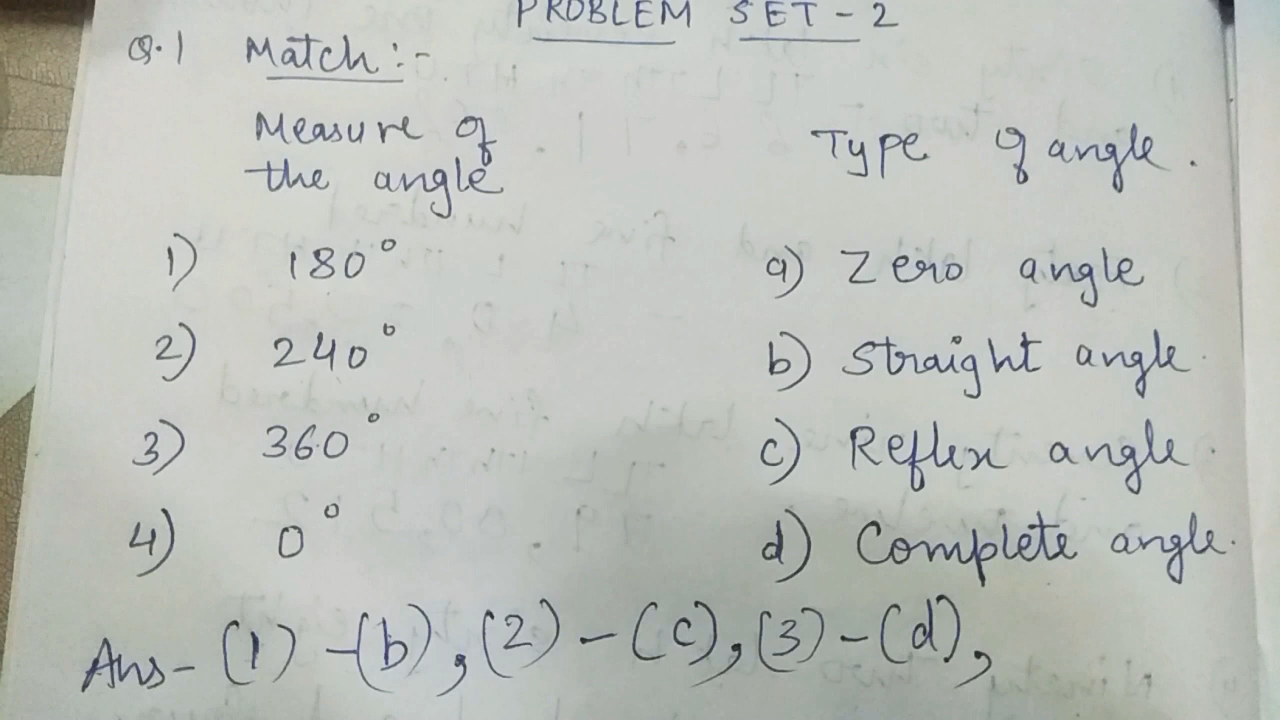 PROBLEM SET - 2
Q.1 Match :-
Measure of the angle
Type of angle.
1) 180° a) Zero angle
2) 240° b) Straight angle.
3) 360° c) Reflex angle.
4) 0° d) Complete angle.
Ans - (1) - (b), (2) - (c), (3) - (d),